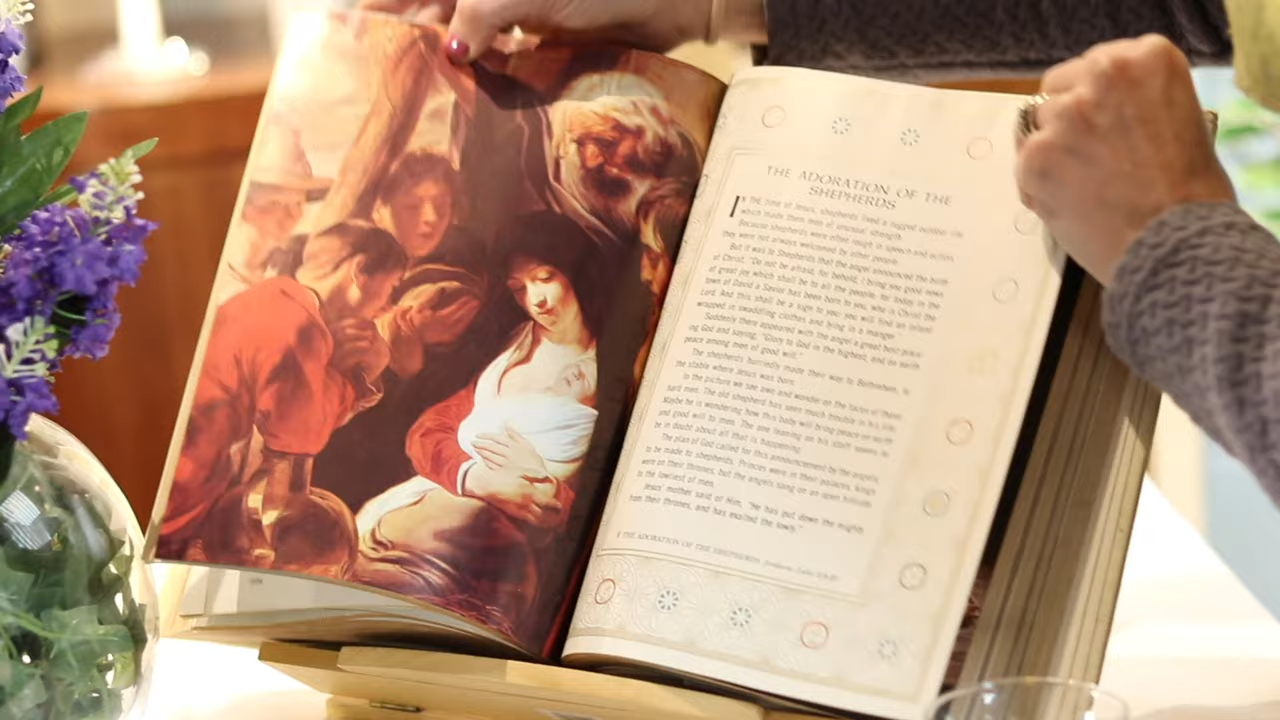 THE ADORATION OF THE
SHEPHERDS
IN THE time of Jesus, shepherds lived a rugged outdoor life
which made them men of unusual strength.
Because shepherds were often rough in speech and action,
they were not always welcomed by other people.
But it was to Shepherds that the angel announced the birth
of Christ. "Do not be afraid, for behold, I bring you good news
of great joy which shall be to all the people; for today in the
town of David a Savior has been born to you, who is Christ the
Lord. And this shall be a sign to you: you will find an infant
wrapped in swaddling clothes and lying in a manger."
Suddenly there appeared with the angel a great host prais-
ing God and saying, "Glory to God in the highest, and on earth
peace among men of good will."
The shepherds hurriedly made their way to Bethlehem, to
the stable where Jesus was born.
In the picture we see awe and wonder on the faces of these
hard men. The old shepherd has seen much trouble in his life.
Maybe he is wondering how this baby will bring peace on earth
and good will to men. The one leaning on his staff seems to
be in doubt about all that is happening.
The plan of God called for this announcement by the angels
to be made to shepherds. Princes were in their palaces, kings
were on their thrones, but the angels sang on an open hillside
to the lowliest of men.
Jesus' mother said of Him, "He has put down the mighty
from their thrones, and has exalted the lowly."
THE ADORATION OF THE SHEPHERDS